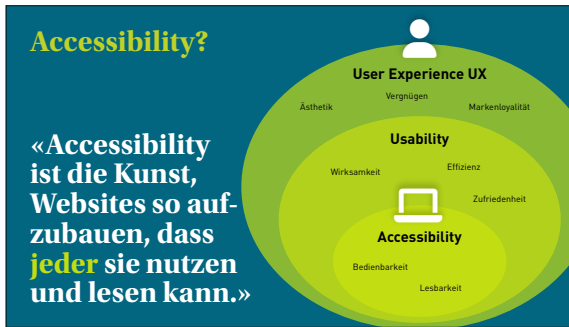 Accessibility?
«Accessibility
ist die Kunst,
Websites so auf-
zubauen, dass
jeder sie nutzen
und lesen kann.»
User Experience UX
Vergnügen
Ästhetik
Markenloyalität
Usability
Effizienz
Wirksamkeit
Zufriedenheit
Accessibility
Bedienbarkeit
Lesbarkeit